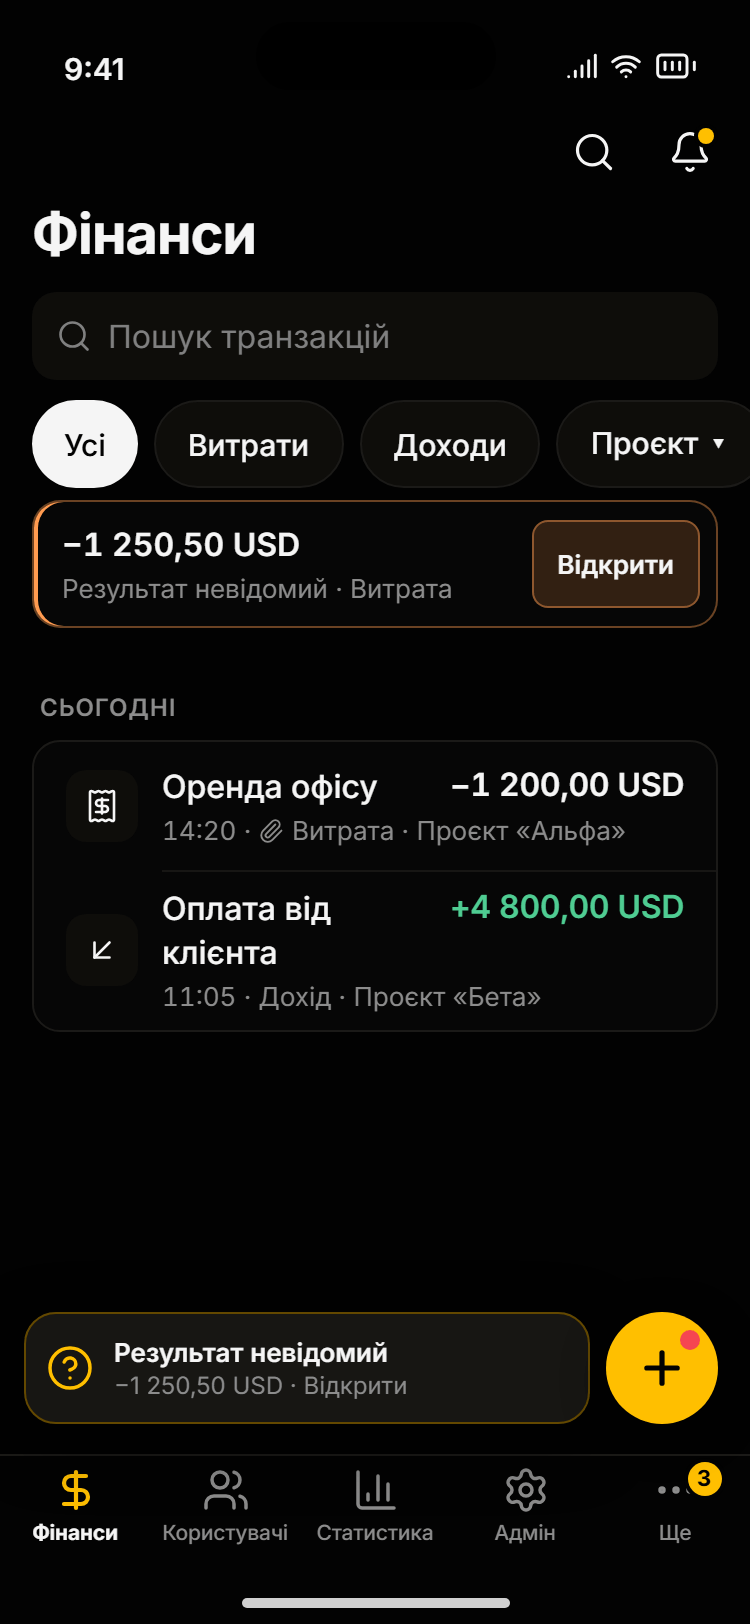 9:41
Фінанси
Пошук транзакцій
Усі
Витрати
Доходи
Проєкт ▼
−1 250,50 USD
Результат невідомий · Витрата
Відкрити
СЬОГОДНІ
Оренда офісу
−1 200,00 USD
14:20 · Витрата · Проєкт «Альфа»
Оплата від
клієнта
+4 800,00 USD
11:05 · Дохід · Проєкт «Бета»
Результат невідомий
−1 250,50 USD · Відкрити
Фінанси
Користувачі
Статистика
Адмін
3
Ще